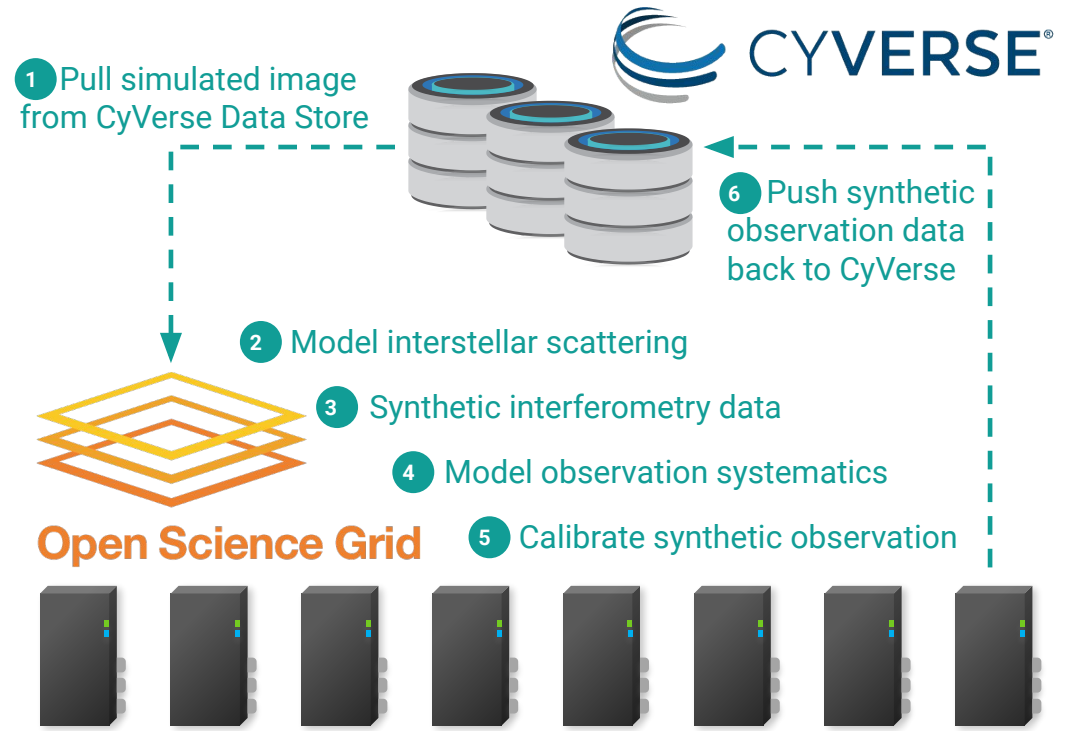 CYVERSE®
1 Pull simulated image
from CyVerse Data Store
6 Push synthetic
observation data
back to CyVerse
2 Model interstellar scattering
3 Synthetic interferometry data
4 Model observation systematics
5 Calibrate synthetic observation
Open Science Grid